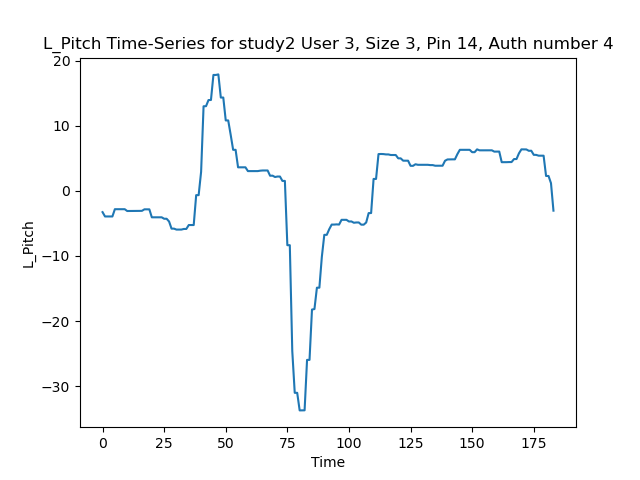 L_Pitch Time-Series for study2 User 3, Size 3, Pin 14, Auth number 4
20
10
0
−10
−20
−30
L_Pitch
0 25 50 75 100 125 150 175
Time